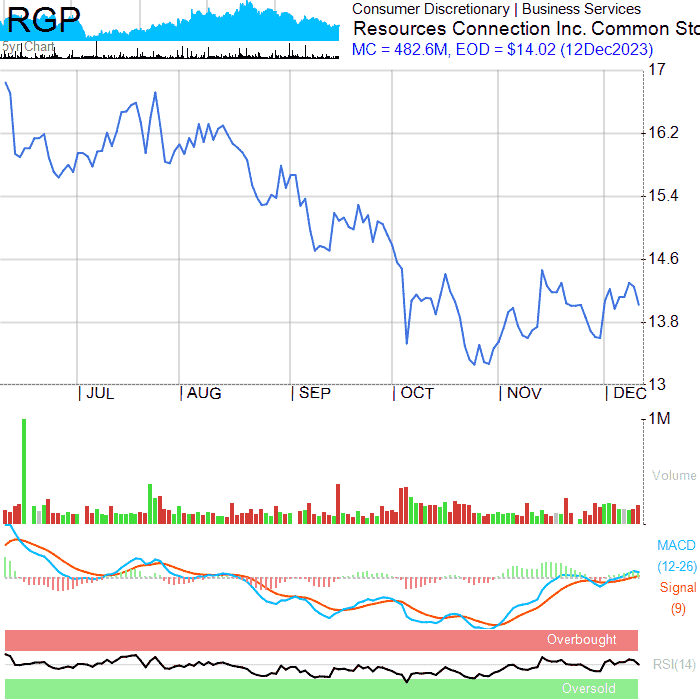 RGP
5yr Chart
Consumer Discretionary | Business Services
Resources Connection Inc. Common Sto
MC = 482.6M, EOD = $14.02 (12Dec2023)
17
16.2
15.4
14.6
13.8
13
JUL AUG SEP OCT NOV DEC
1M
Volume
MACD
(12-26)
Signal
(9)
Overbought
RSI(14)
Oversold